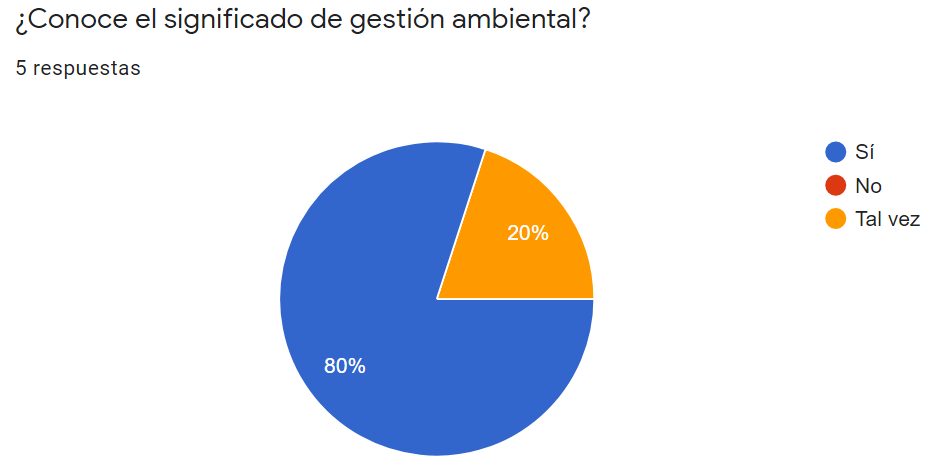 ¿Conoce el significado de gestión ambiental?
5 respuestas
Sí
No
Tal vez
20%
80%